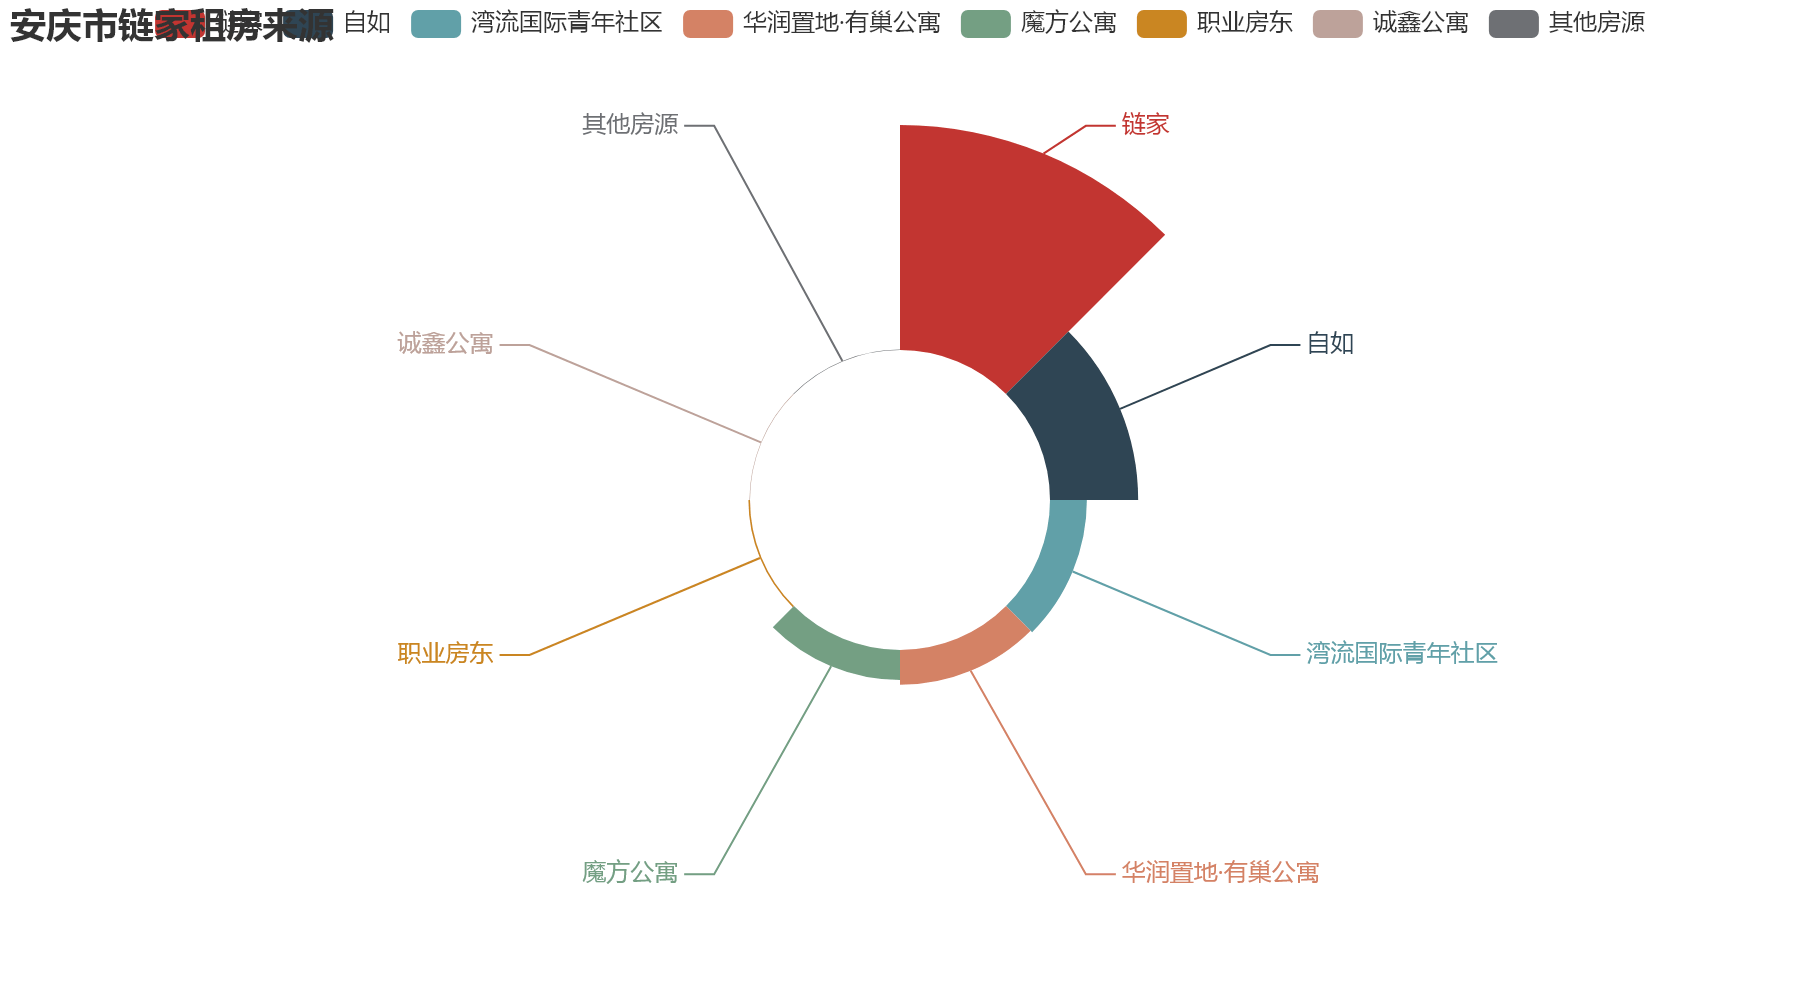 安庆市链家租房来源
链家 自如 湾流国际青年社区 华润置地·有巢公寓 魔方公寓 职业房东 诚鑫公寓 其他房源
其他房源 链家
诚鑫公寓 自如
职业房东 湾流国际青年社区
魔方公寓 华润置地·有巢公寓